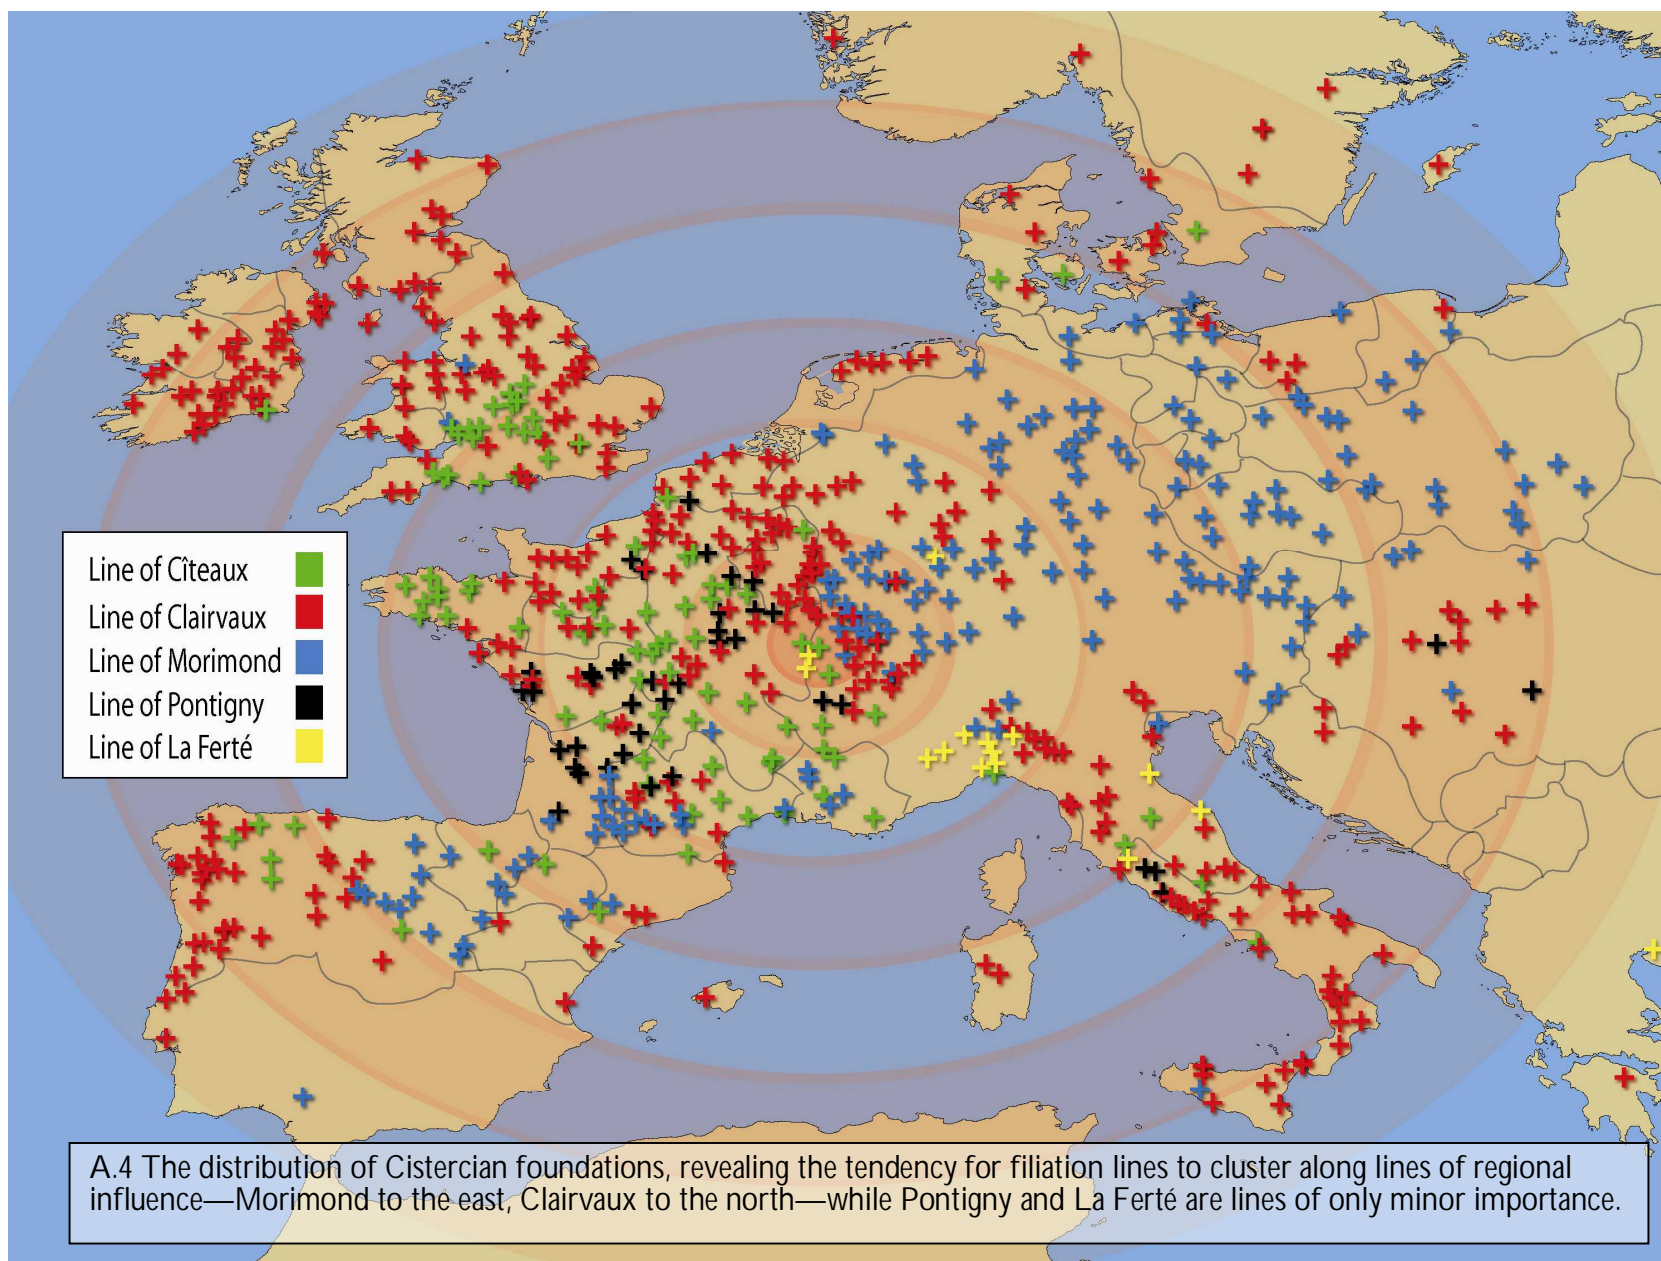 Line of Cîteaux
Line of Clairvaux
Line of Morimond
Line of Pontigny
Line of La Ferté
A.4 The distribution of Cistercian foundations, revealing the tendency for filiation lines to cluster along lines of regional
influence—Morimond to the east, Clairvaux to the north—while Pontigny and La Ferté are lines of only minor importance.